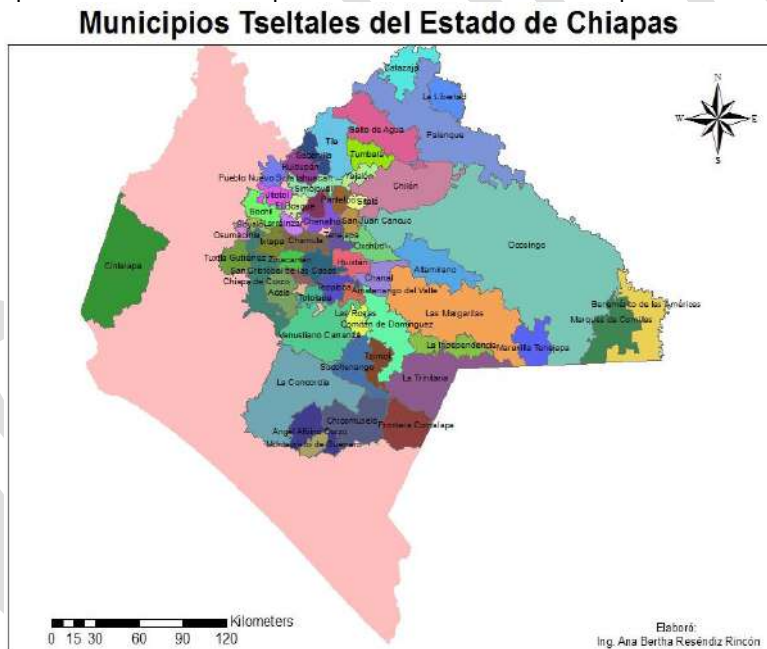 Municipios Tseltales del Estado de Chiapas
Catazaja
La Libertad
N
W E
S
Salto de Agua
Palenque
Tila
Tumbalá
Sabanilla
Huitiupán
Yajalón
Chilón
Simojovel
Jitotol
El Bosque
Pantelhó
Sitalá
Bochil
Larráinzar
Chenalhó
San Juan Cancuc
Ocosingo
Osumacinta
Ixtapa
Chamula
Tenejapa
Oxchuc
Cintalapa
Tuxtla Gutiérrez
Zinacantán
Huixtán
Altamirano
San Cristóbal de las Casas
Chanal
Chiapa de Corzo
Amatenango del Valle
Benemérito de las Américas
Acala
Teopisca
Totolapa
Las Rosas
Las Margaritas
Marqués de Comillas
Comitán de Domínguez
Venustiano Carranza
La Independencia
Maravilla Tenejapa
Tzimol
Socoltenango
La Trinitaria
La Concordia
Chicomuselo
Frontera Comalapa
Ángel Albino Corzo
Kilometers
0 15 30 60 90 120
Elaboró:
Ing. Ana Bertha Reséndiz Rincón